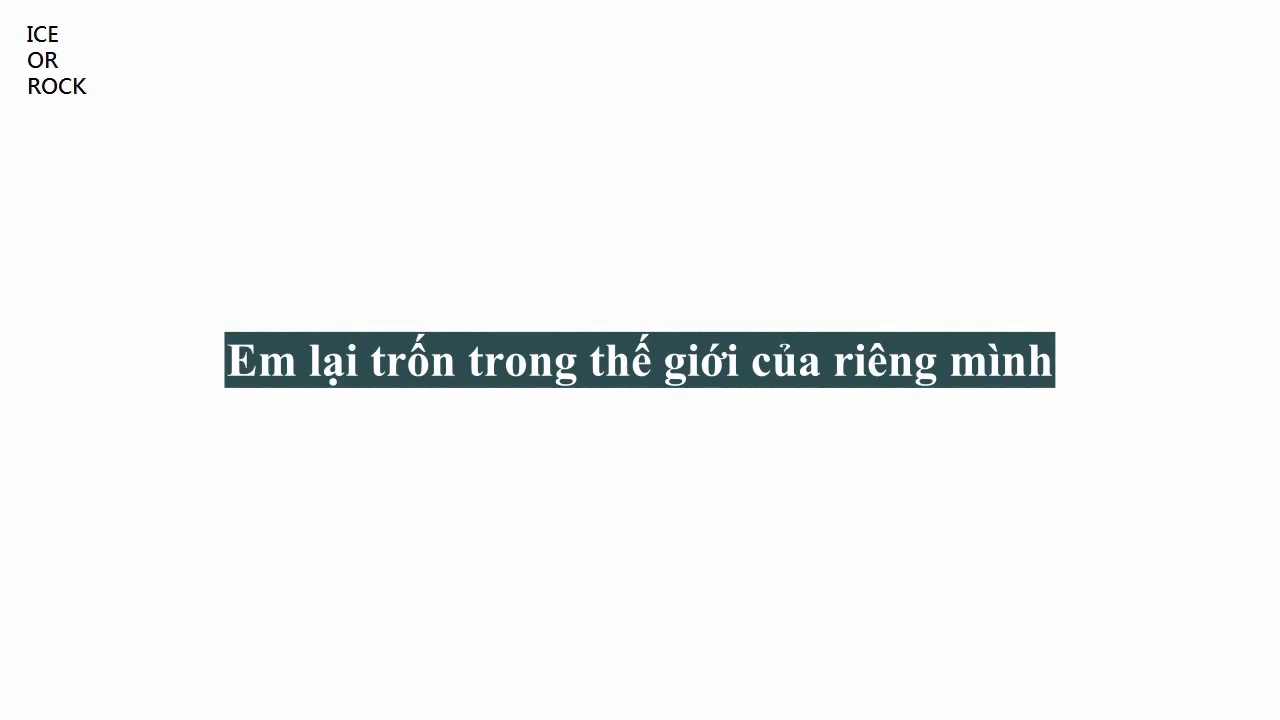 ICE
OR
ROCK
Em lại trốn trong thế giới của riêng mình